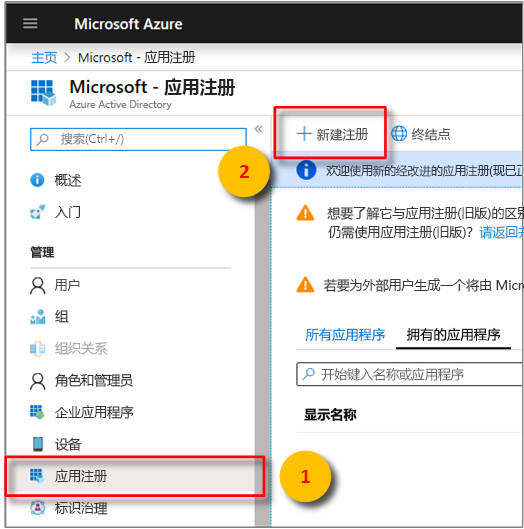 Microsoft Azure
主页 > Microsoft - 应用注册
Microsoft - 应用注册
Azure Active Directory
搜索(Ctrl+/)
«
概述
入门
管理
用户
组
组织关系
角色和管理员
企业应用程序
设备
应用注册
标识治理
1
2
+ 新建注册
终结点
欢迎使用新的经改进的应用注册(现已正
想要了解它与应用注册(旧版)的区别
仍需使用应用注册(旧版)? 请返回
若要为外部用户生成一个将由 Micr
所有应用程序
拥有的应用程序
开始键入名称或应用程序
显示名称